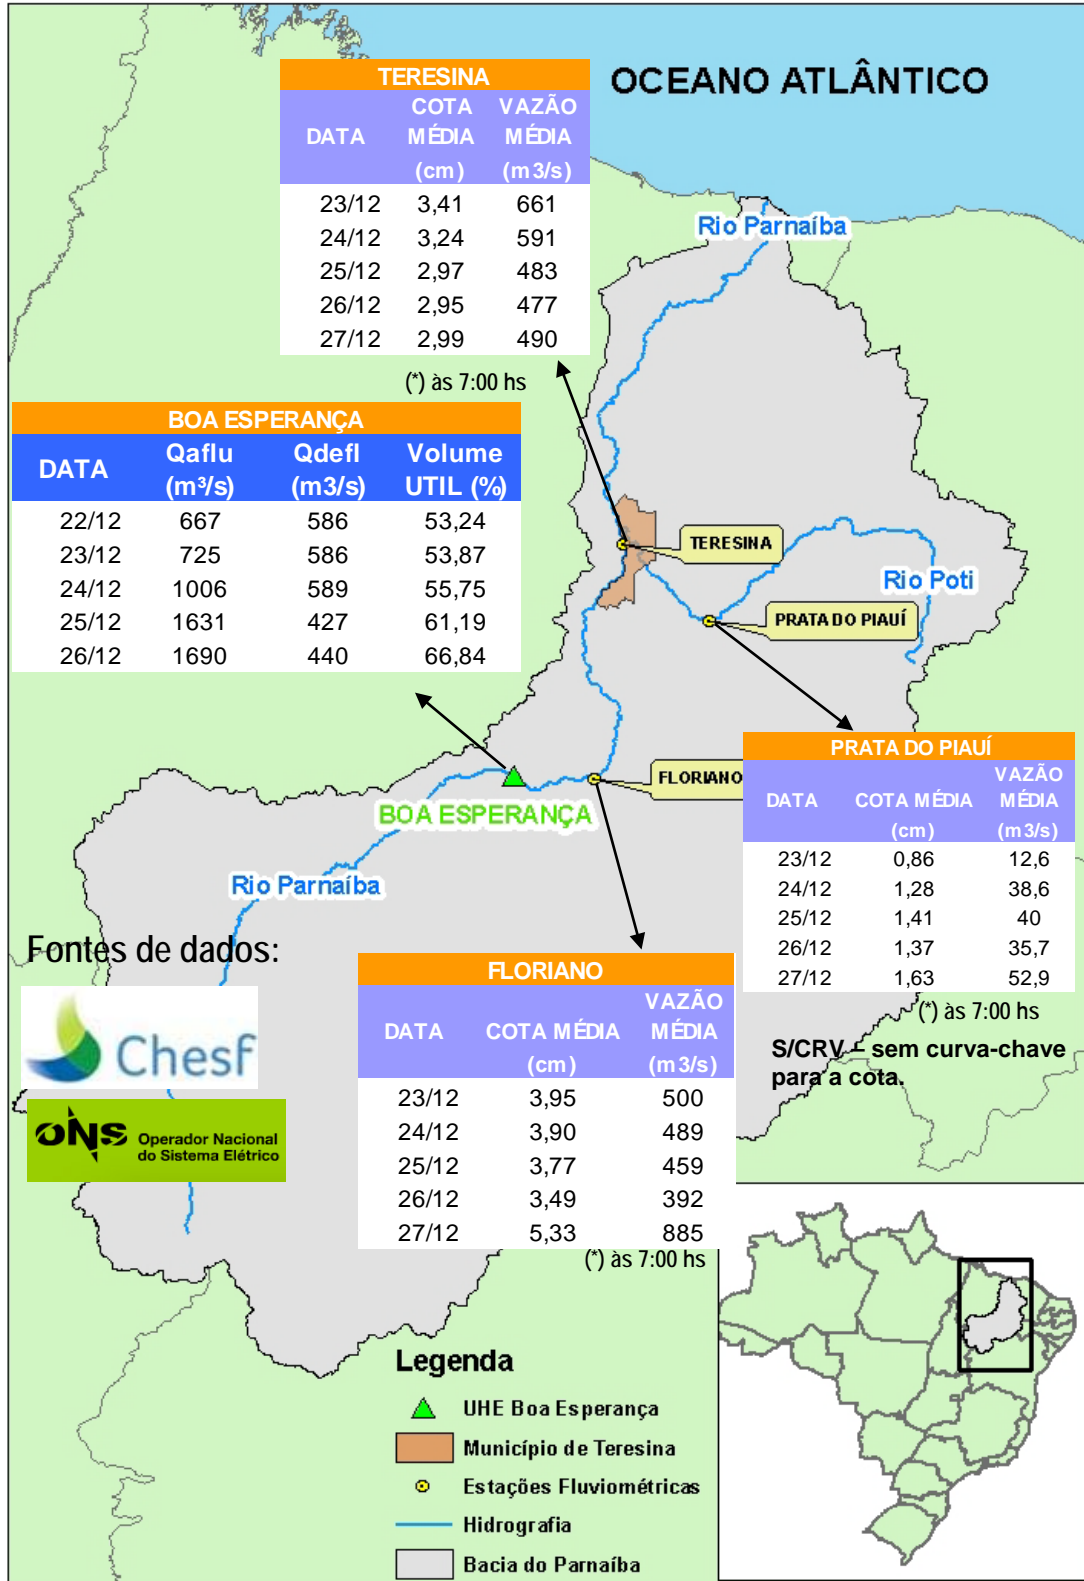 OCEANO ATLÂNTICO
TERESINA
DATA COTA MÉDIA (cm) VAZÃO MÉDIA (m3/s)
23/12 3,41 661
24/12 3,24 591
25/12 2,97 483
26/12 2,95 477
27/12 2,99 490
(*) às 7:00 hs
Rio Parnaíba
BOA ESPERANÇA
DATA Qaflu (m³/s) Qdefl (m3/s) Volume UTIL (%)
22/12 667 586 53,24
23/12 725 586 53,87
24/12 1006 589 55,75
25/12 1631 427 61,19
26/12 1690 440 66,84
TERESINA
Rio Poti
PRATA DO PIAUÍ
FLORIANO
BOA ESPERANÇA
Rio Parnaíba
PRATA DO PIAUÍ
DATA COTA MÉDIA (cm) VAZÃO MÉDIA (m3/s)
23/12 0,86 12,6
24/12 1,28 38,6
25/12 1,41 40
26/12 1,37 35,7
27/12 1,63 52,9
(*) às 7:00 hs
S/CRV – sem curva-chave
para a cota.
Fontes de dados:
Chesf
ONS Operador Nacional
do Sistema Elétrico
FLORIANO
DATA COTA MÉDIA (cm) VAZÃO MÉDIA (m3/s)
23/12 3,95 500
24/12 3,90 489
25/12 3,77 459
26/12 3,49 392
27/12 5,33 885
(*) às 7:00 hs
Legenda
UHE Boa Esperança
Município de Teresina
Estações Fluviométricas
Hidrografia
Bacia do Parnaíba